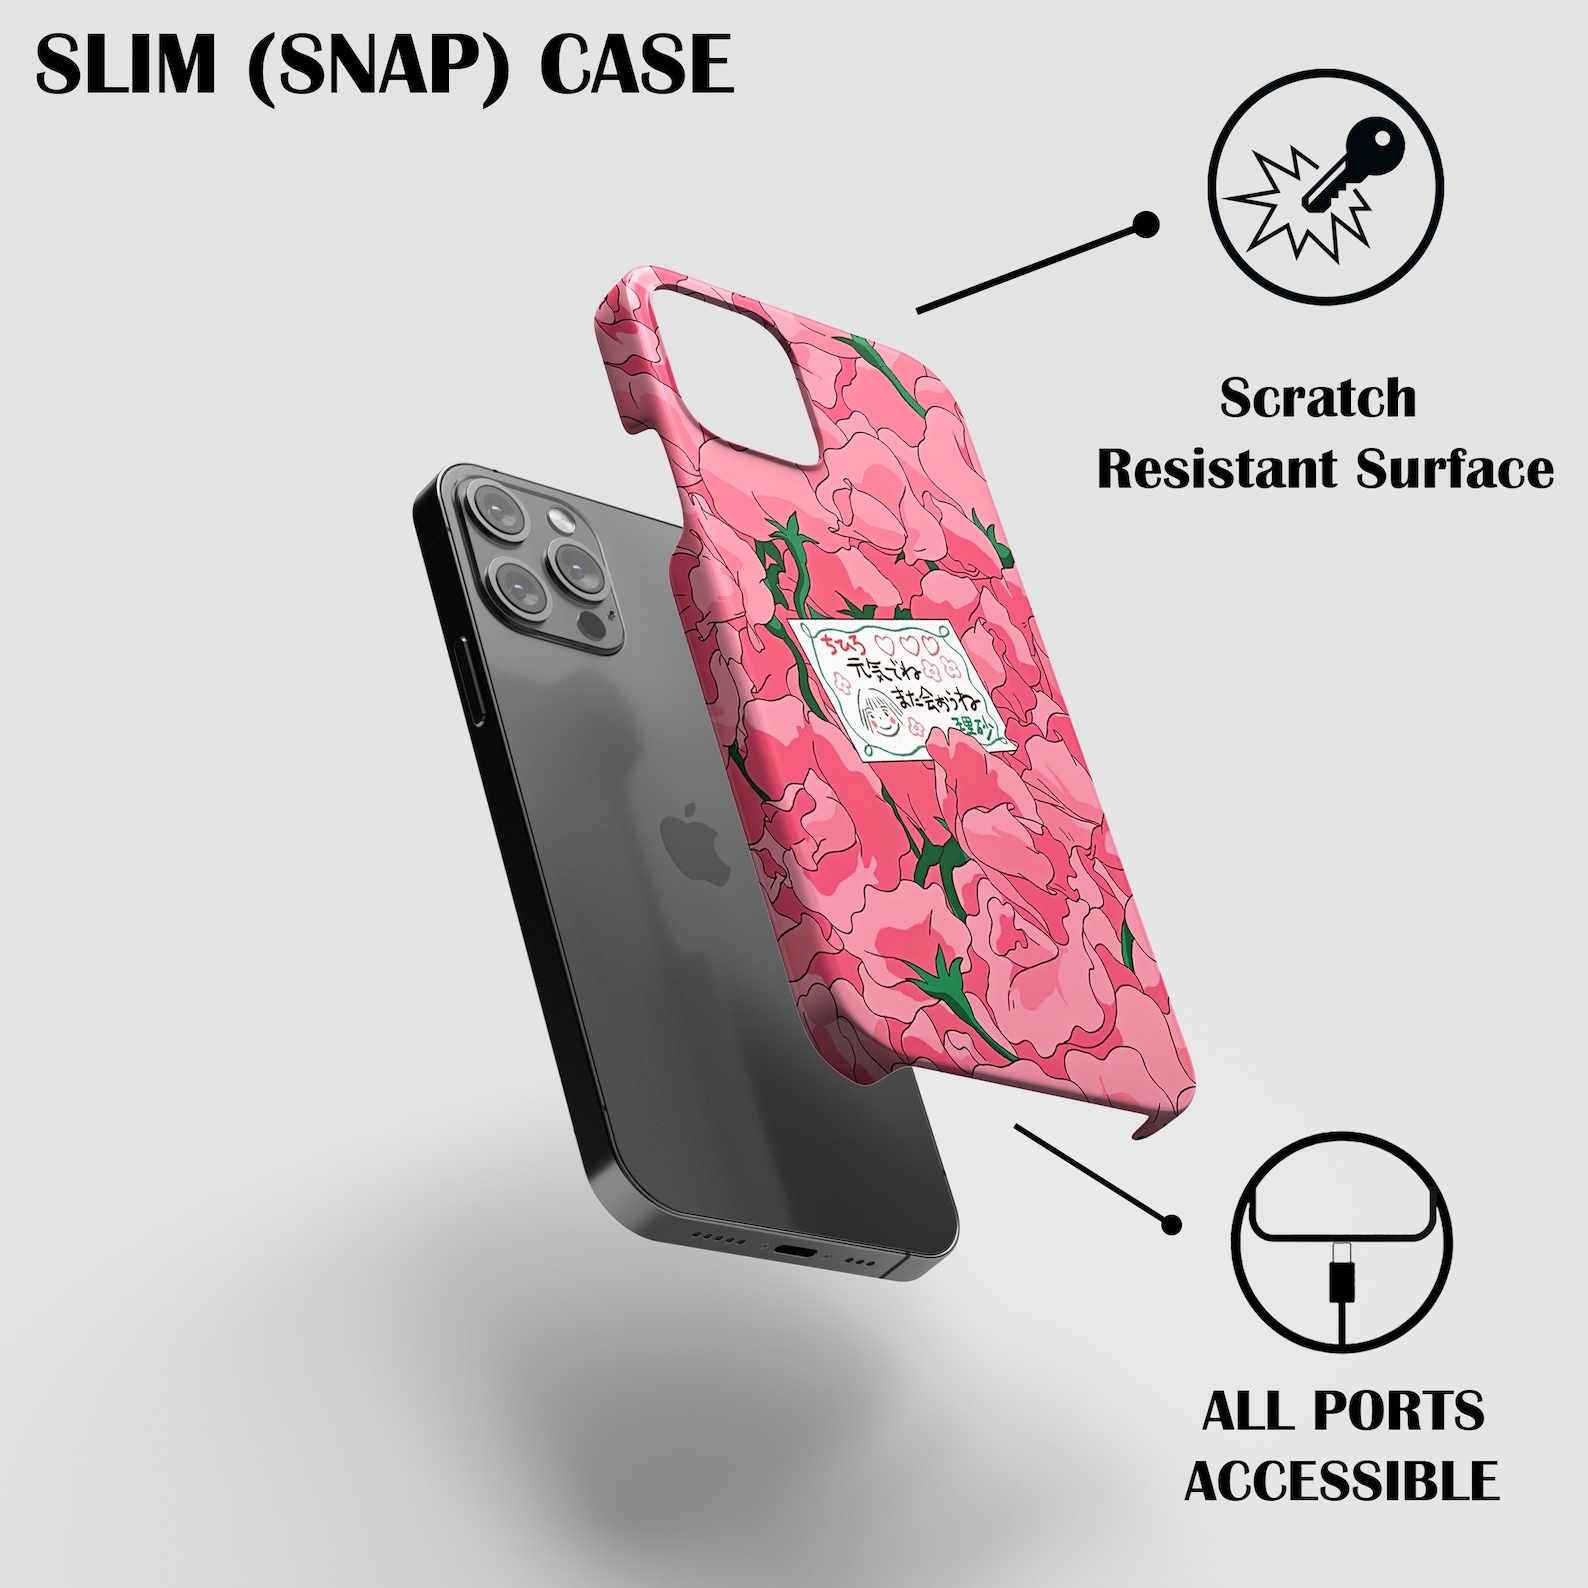 SLIM (SNAP) CASE
Scratch
Resistant Surface
ちひろ
元気でね
また会おうね
理砂
ALL PORTS
ACCESSIBLE